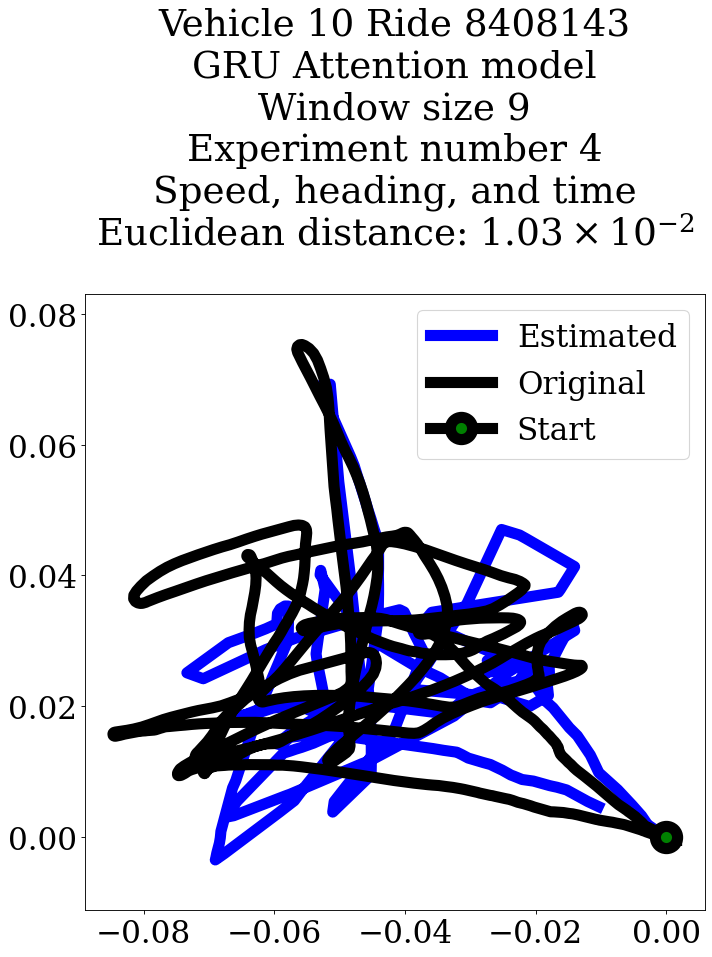 Vehicle 10 Ride 8408143
GRU Attention model
Window size 9
Experiment number 4
Speed, heading, and time
Euclidean distance: 1.03 × 10⁻²
Estimated
Original
Start
0.08
0.06
0.04
0.02
0.00
−0.08 −0.06 −0.04 −0.02 0.00